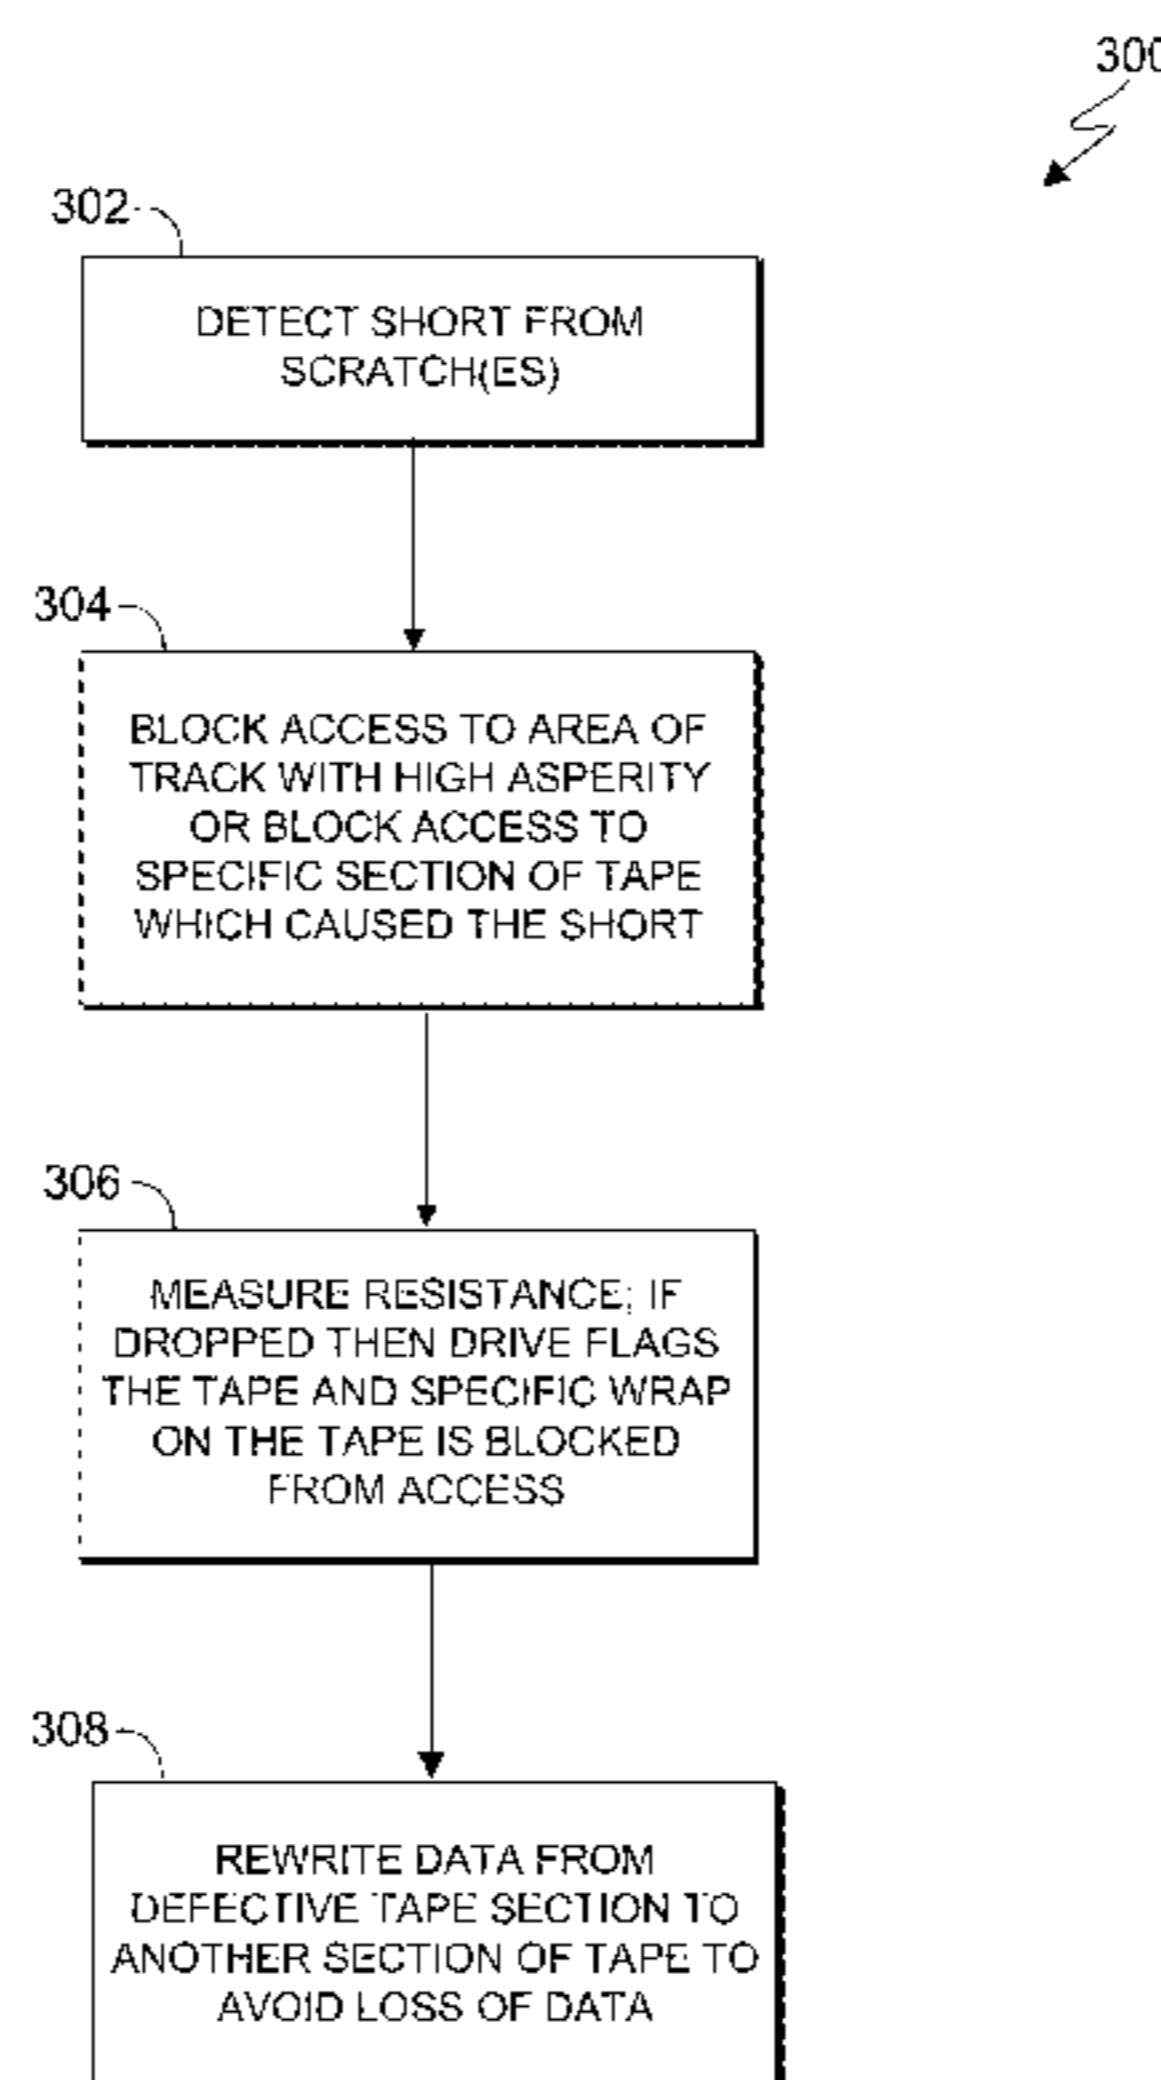 300
302
DETECT SHORT FROM
SCRATCH(ES)
304
BLOCK ACCESS TO AREA OF
TRACK WITH HIGH ASPERITY
OR BLOCK ACCESS TO
SPECIFIC SECTION OF TAPE
WHICH CAUSED THE SHORT
306
MEASURE RESISTANCE; IF
DROPPED THEN DRIVE FLAGS
THE TAPE AND SPECIFIC WRAP
ON THE TAPE IS BLOCKED
FROM ACCESS
308
REWRITE DATA FROM
DEFECTIVE TAPE SECTION TO
ANOTHER SECTION OF TAPE TO
AVOID LOSS OF DATA